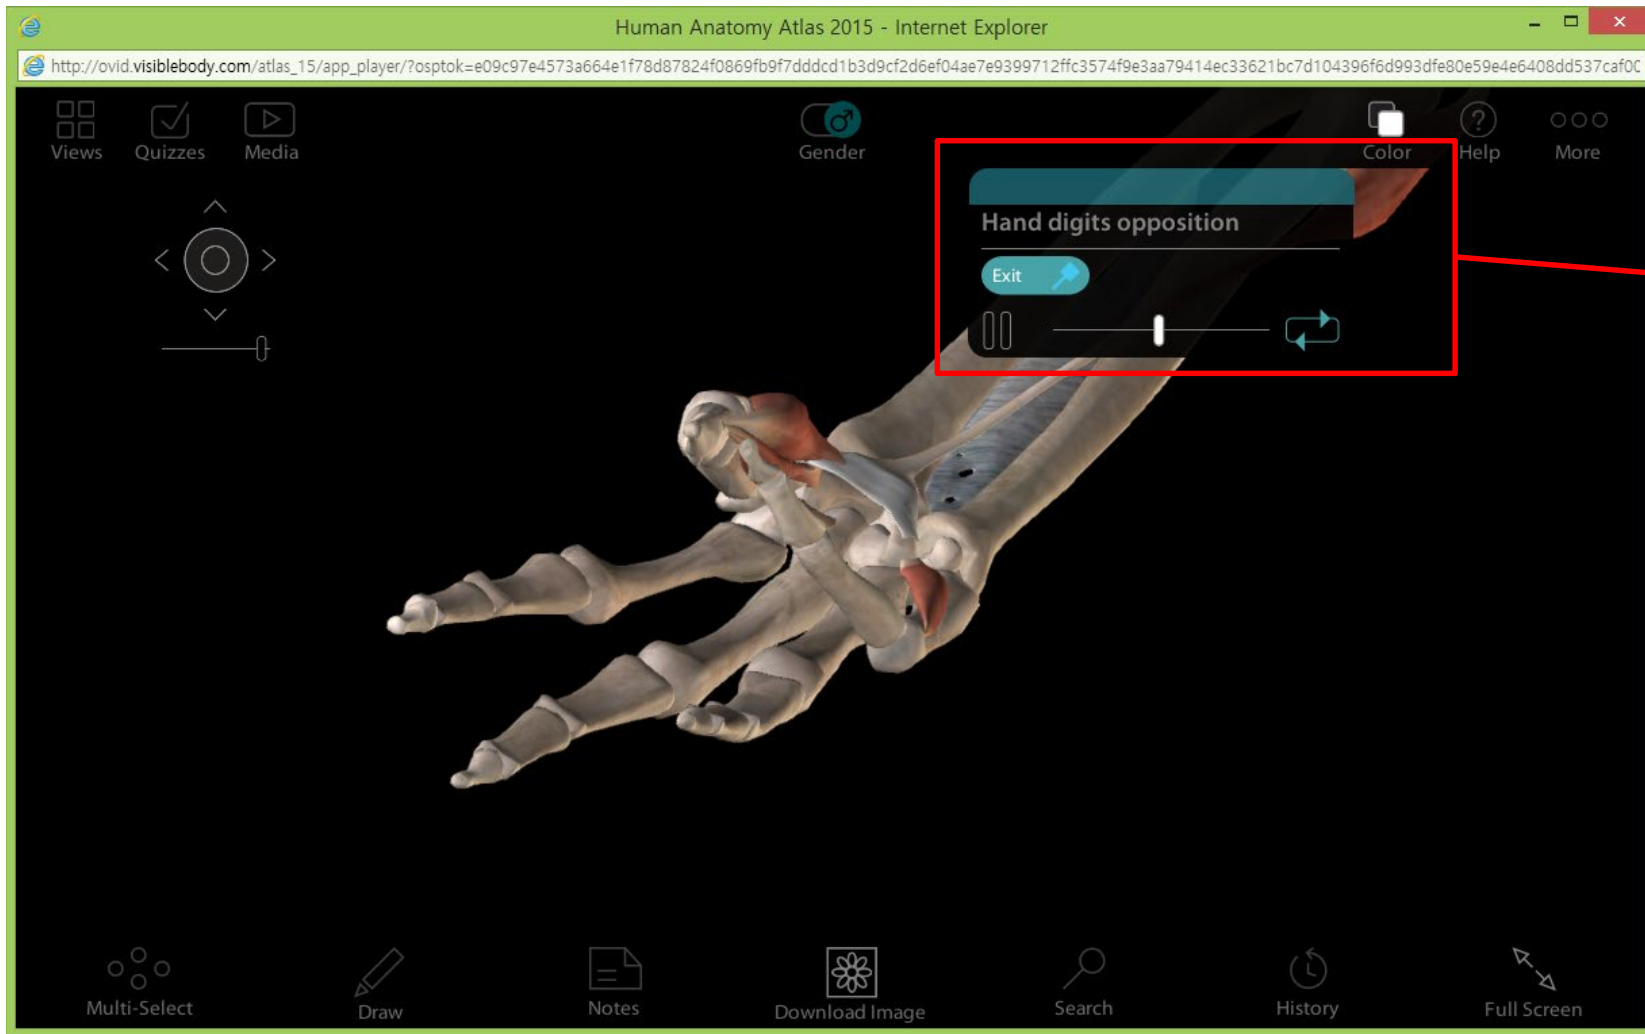 Human Anatomy Atlas 2015 - Internet Explorer
http://ovid.visiblebody.com/atlas_15/app_player/?osptok=e09c97e4573a664e1f78d87824f0869fb9f7dddcd1b3d9cf2d6ef04ae7e9399712ffc3574f9e3aa79414ec33621bc7d104396f6d993dfe80e59e4e6408dd537caf0C
Views Quizzes Media Gender Color Help More
Hand digits opposition
Exit
Multi-Select Draw Notes Download Image Search History Full Screen